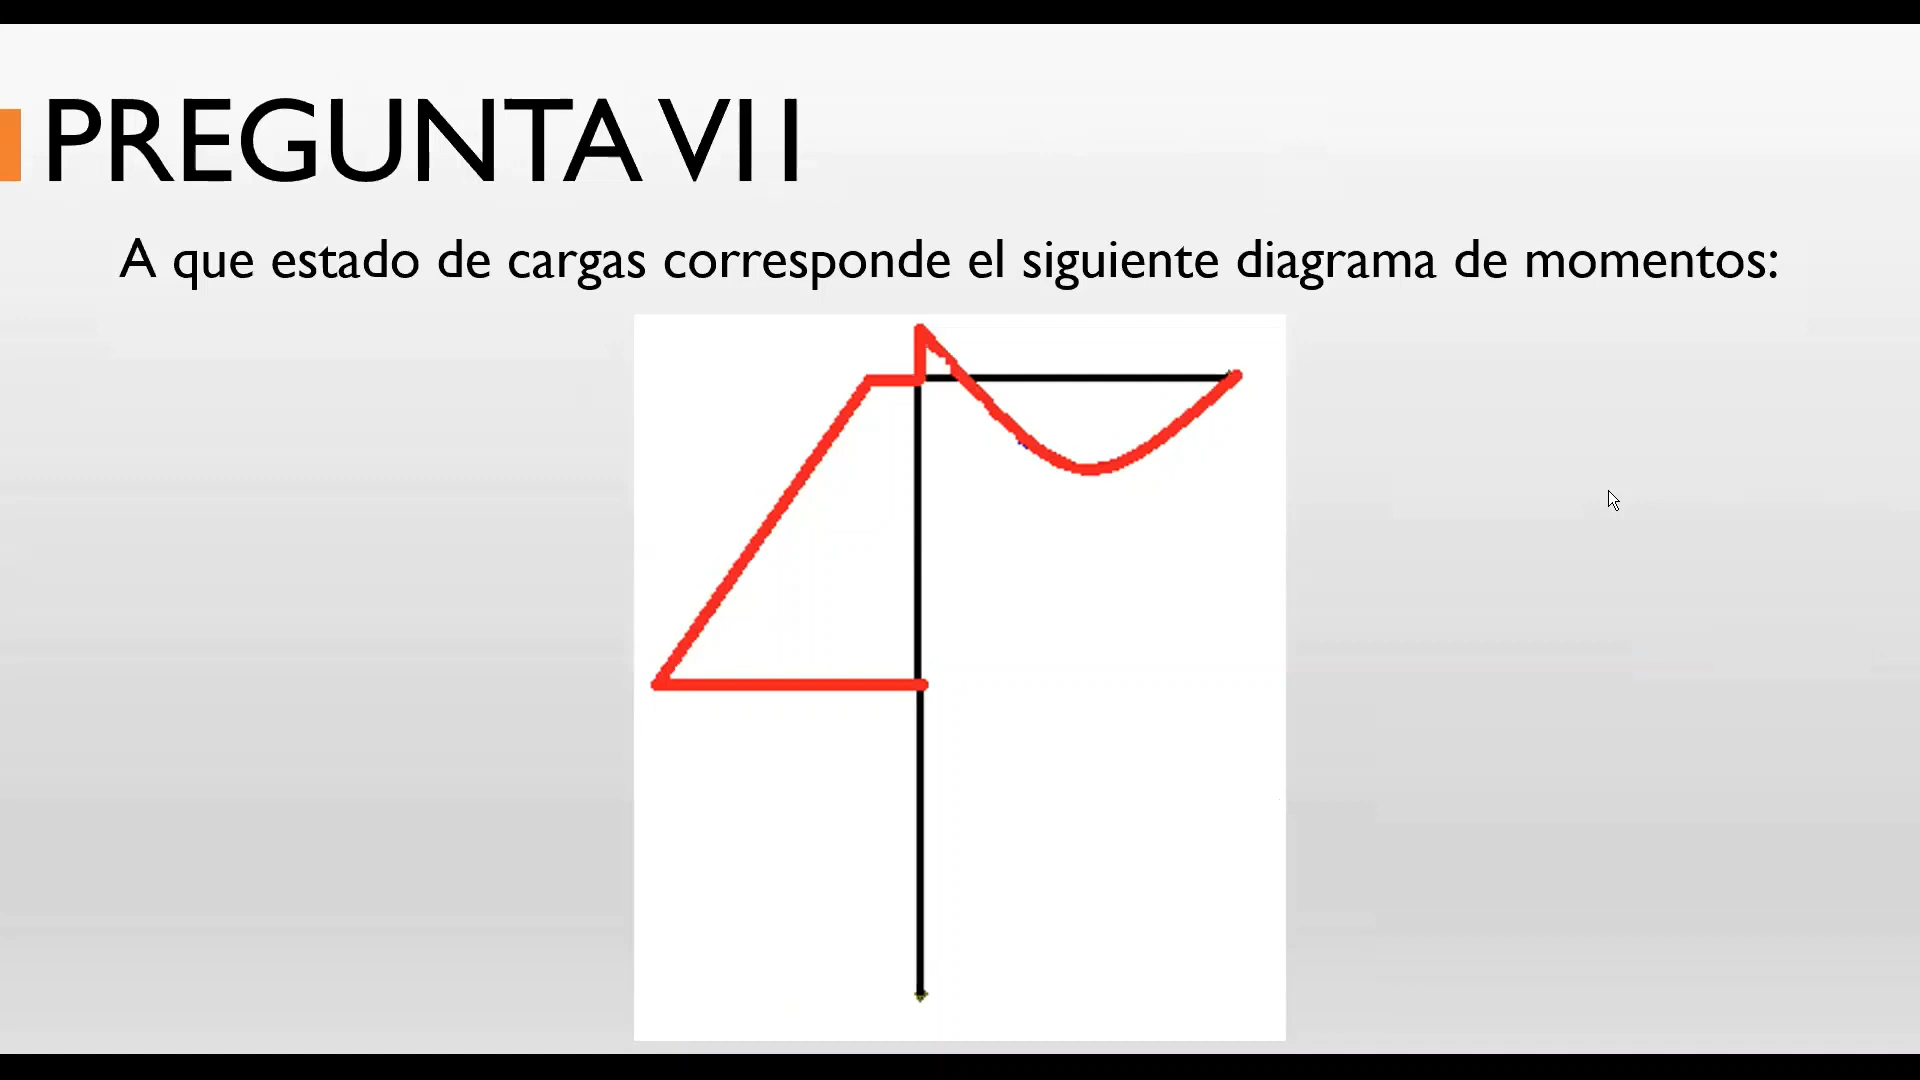 PREGUNTA VII
A que estado de cargas corresponde el siguiente diagrama de momentos: